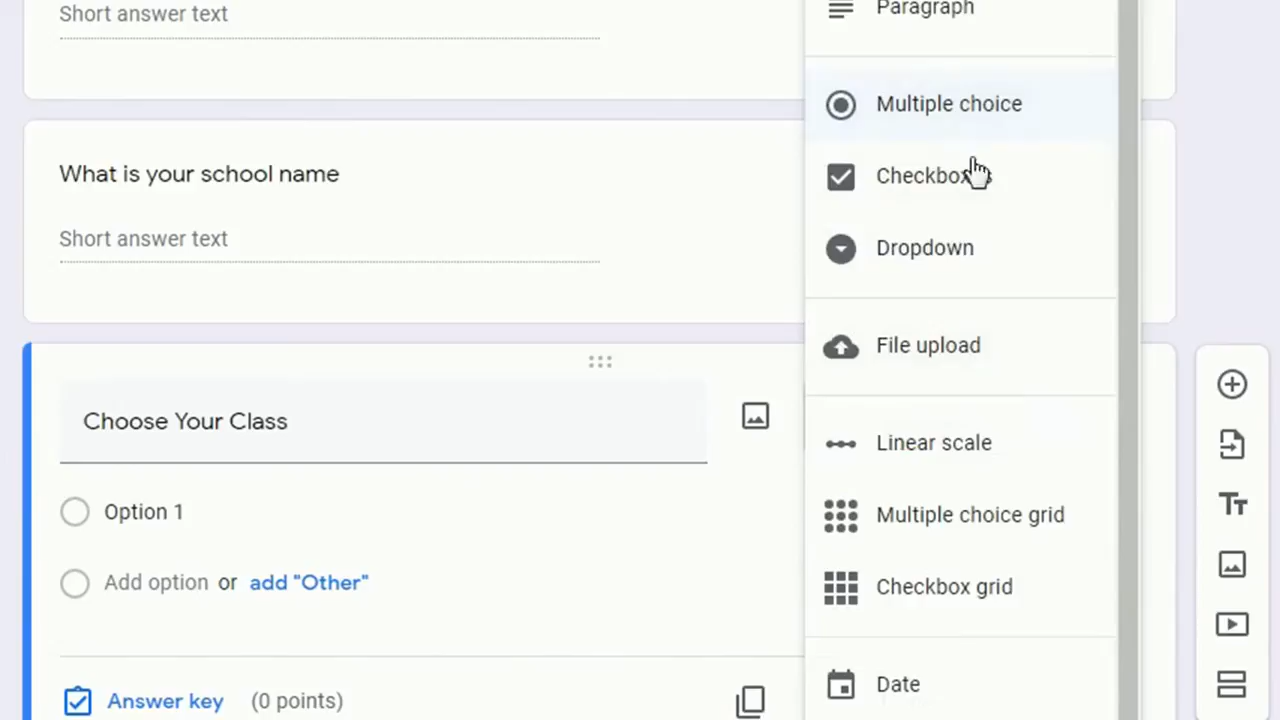 Short answer text
What is your school name
Short answer text
Choose Your Class
Option 1
Add option or add "Other"
Answer key (0 points)
Paragraph
Multiple choice
Checkboxes
Dropdown
File upload
Linear scale
Multiple choice grid
Checkbox grid
Date
TT